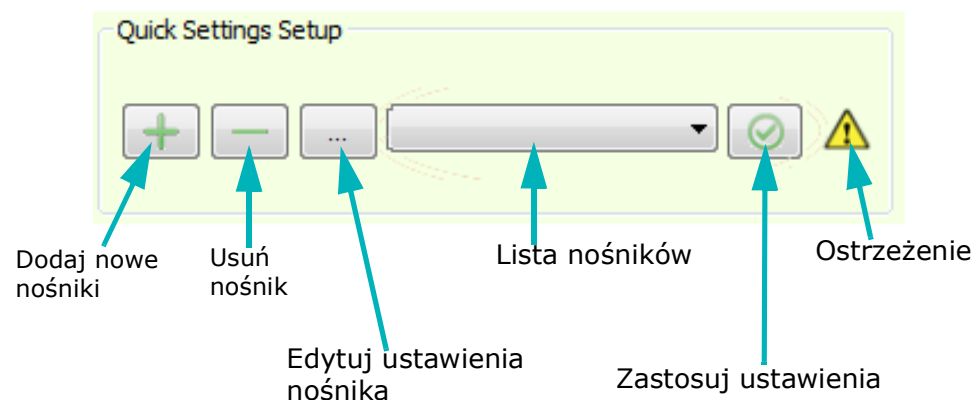 Quick Settings Setup
...
Dodaj nowe
nośniki
Usuń
nośnik
Lista nośników
Ostrzeżenie
Edytuj ustawienia
nośnika
Zastosuj ustawienia